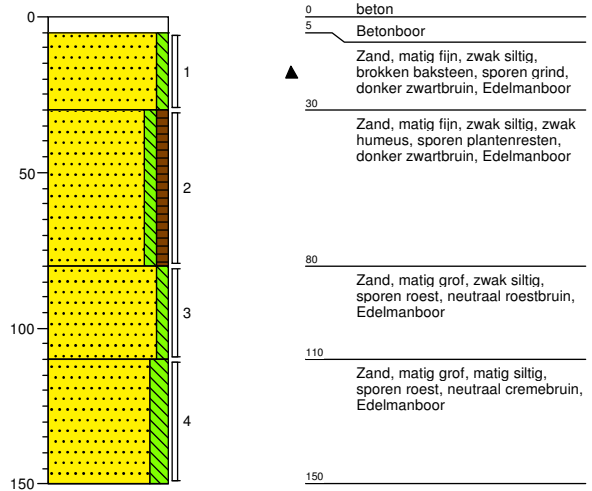 0
50
100
150
1
2
3
4
0 beton
5 Betonboor
Zand, matig fijn, zwak siltig,
brokken baksteen, sporen grind,
donker zwartbruin, Edelmanboor
30
Zand, matig fijn, zwak siltig, zwak
humeus, sporen plantenresten,
donker zwartbruin, Edelmanboor
80
Zand, matig grof, zwak siltig,
sporen roest, neutraal roestbruin,
Edelmanboor
110
Zand, matig grof, matig siltig,
sporen roest, neutraal cremebruin,
Edelmanboor
150